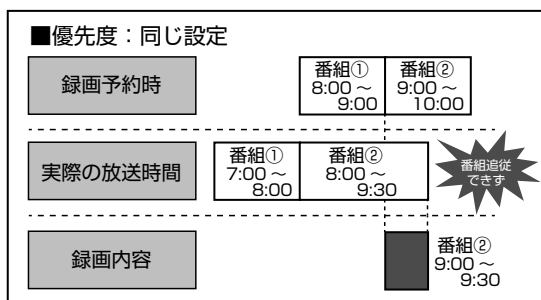 ■優先度：同じ設定
録画予約時
番組①
8:00～
9:00
番組②
9:00～
10:00
実際の放送時間
番組①
7:00～
8:00
番組②
8:00～
9:30
番組追従
できず
録画内容
番組②
9:00～
9:30